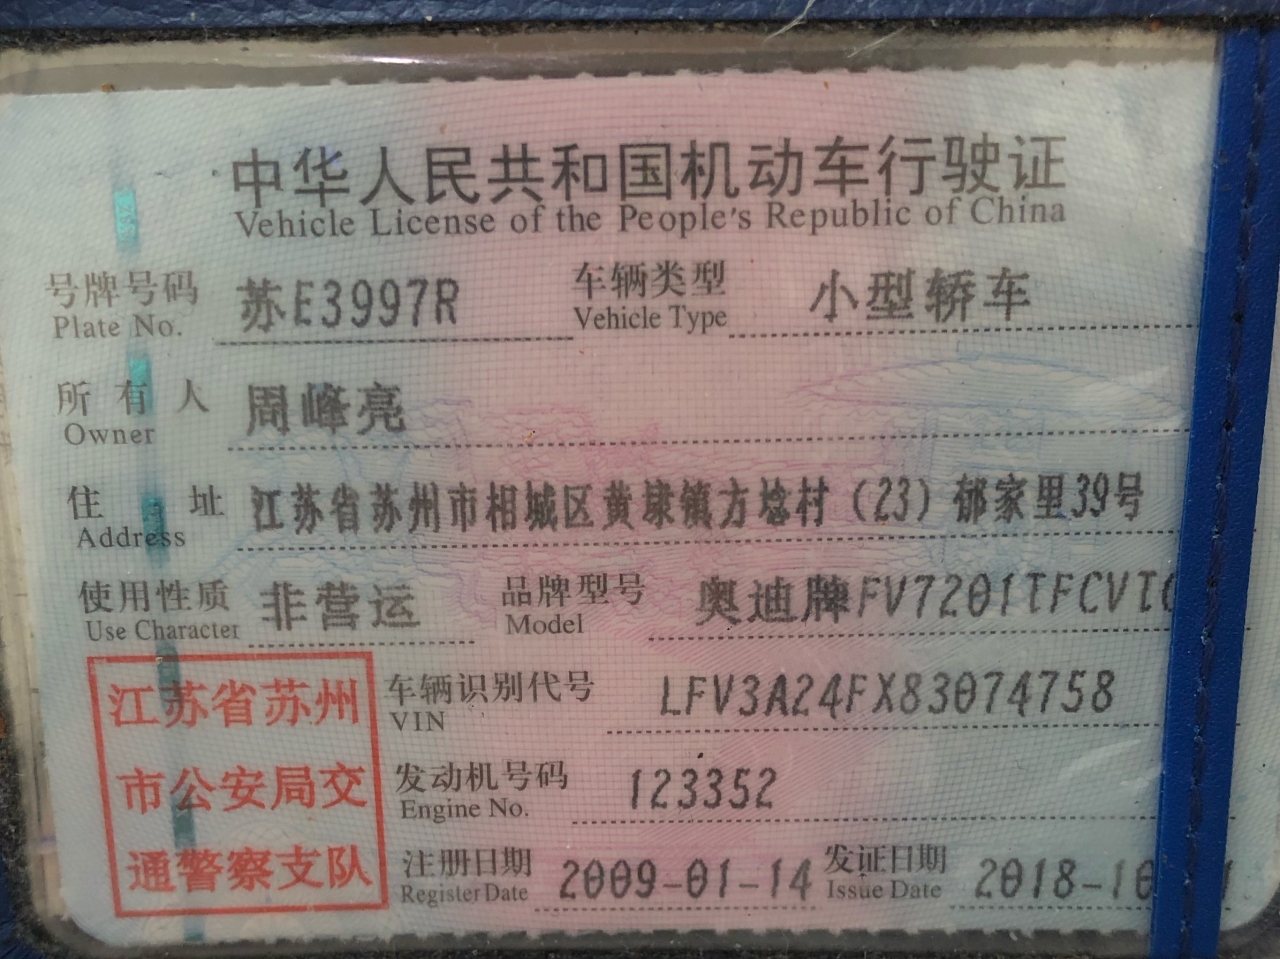 中华人民共和国机动车行驶证
Vehicle License of the People's Republic of China
号牌号码 苏E3997R 车辆类型 小型轿车
Plate No. Vehicle Type
所有人 周峰亮
Owner
住址 江苏省苏州市相城区黄埭镇方埝村（23）郁家里39号
Address
使用性质 非营运 品牌型号 奥迪牌FV7201TFCVT
Use Character Model
江苏省苏州 车辆识别代号 LFV3A24FX83074758
VIN
市公安局交 发动机号码 123352
Engine No.
通警察支队 注册日期 2009-01-14 发证日期 2018-10
Register Date Issue Date